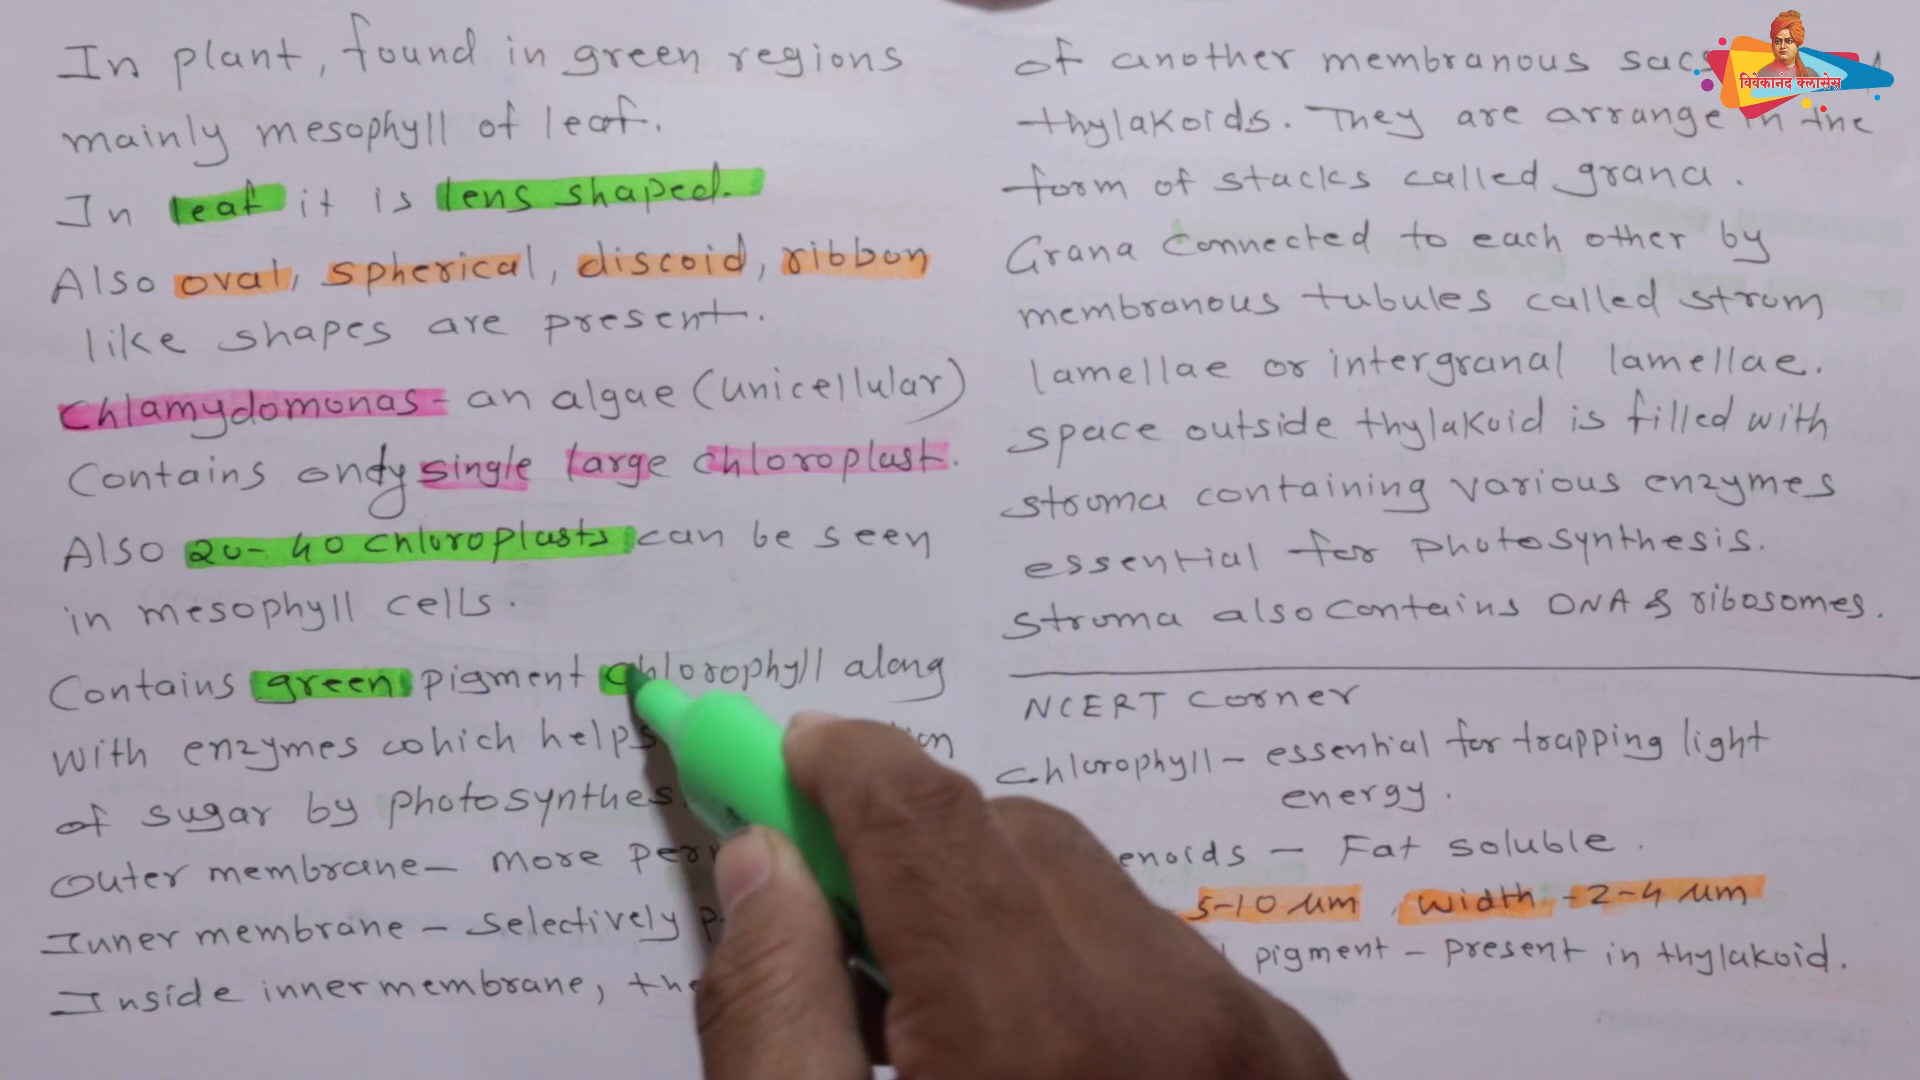 In plant, found in green regions
mainly mesophyll of leaf.
In leaf it is lens shaped.
Also oval, spherical, discoid, ribbon
like shapes are present.
Chlamydomonas- an algae (unicellular)
Contains only single large chloroplast.
Also 20-40 chloroplasts can be seen
in mesophyll cells.
Contains green pigment chlorophyll along
with enzymes which helps
of sugar by photosynthes
Outer membrane- more
Inner membrane - selectively
Inside inner membrane,
of another membranous sacs
thylakoids. They are arrange in the
form of stacks called grana.
Grana connected to each other by
membranous tubules called strom
lamellae or intergranal lamellae.
space outside thylakoid is filled with
stroma containing various enzymes
essential for photosynthesis.
Stroma also contains DNA & ribosomes.
NCERT Corner
Chlorophyll- essential for trapping light
energy.
enoids - Fat soluble.
5-10 μm, width - 2-4 μm
pigment - present in thylakoid.
विवेकानंद क्लासेस